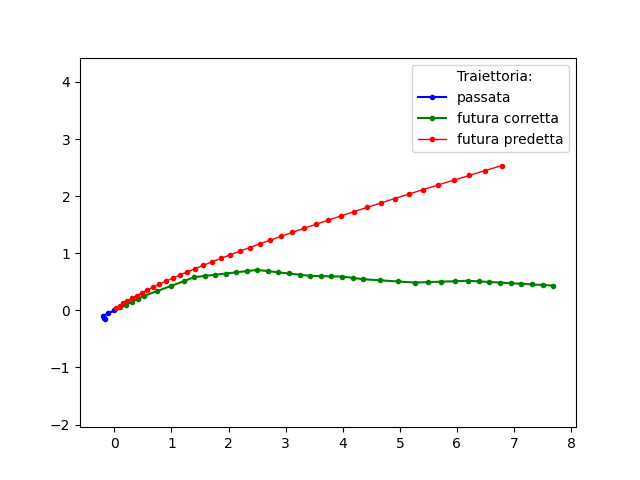 4
3
2
1
0
−1
−2
0 1 2 3 4 5 6 7 8
Traiettoria:
passata
futura corretta
futura predetta